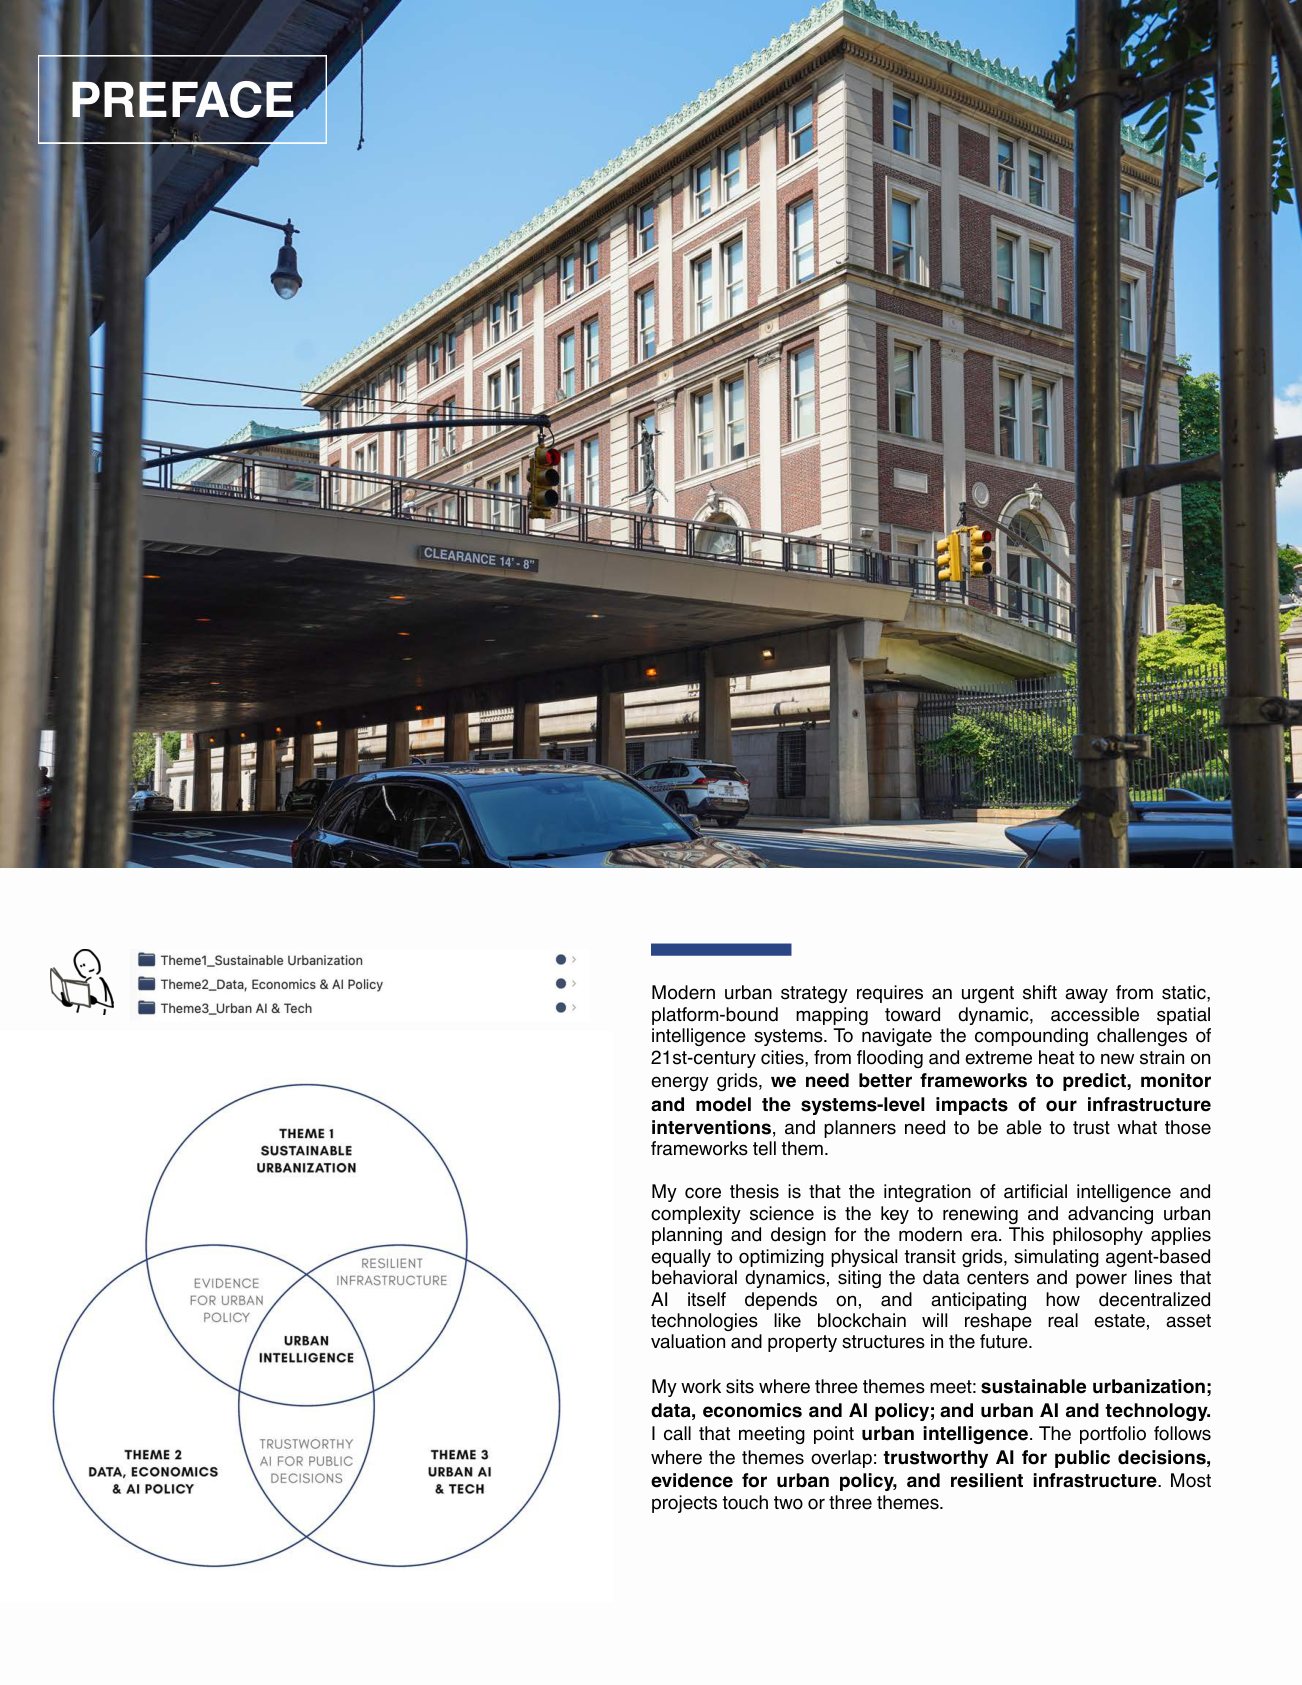 PREFACE
CLEARANCE 14' - 8"
Theme1_Sustainable Urbanization
Theme2_Data, Economics & AI Policy
Theme3_Urban AI & Tech
THEME 1
SUSTAINABLE
URBANIZATION
EVIDENCE
FOR URBAN
POLICY
RESILIENT
INFRASTRUCTURE
URBAN
INTELLIGENCE
THEME 2
DATA, ECONOMICS
& AI POLICY
TRUSTWORTHY
AI FOR PUBLIC
DECISIONS
THEME 3
URBAN AI
& TECH
Modern urban strategy requires an urgent shift away from static,
platform-bound mapping toward dynamic, accessible spatial
intelligence systems. To navigate the compounding challenges of
21st-century cities, from flooding and extreme heat to new strain on
energy grids, we need better frameworks to predict, monitor
and model the systems-level impacts of our infrastructure
interventions, and planners need to be able to trust what those
frameworks tell them.
My core thesis is that the integration of artificial intelligence and
complexity science is the key to renewing and advancing urban
planning and design for the modern era. This philosophy applies
equally to optimizing physical transit grids, simulating agent-based
behavioral dynamics, siting the data centers and power lines that
AI itself depends on, and anticipating how decentralized
technologies like blockchain will reshape real estate, asset
valuation and property structures in the future.
My work sits where three themes meet: sustainable urbanization;
data, economics and AI policy; and urban AI and technology.
I call that meeting point urban intelligence. The portfolio follows
where the themes overlap: trustworthy AI for public decisions,
evidence for urban policy, and resilient infrastructure. Most
projects touch two or three themes.